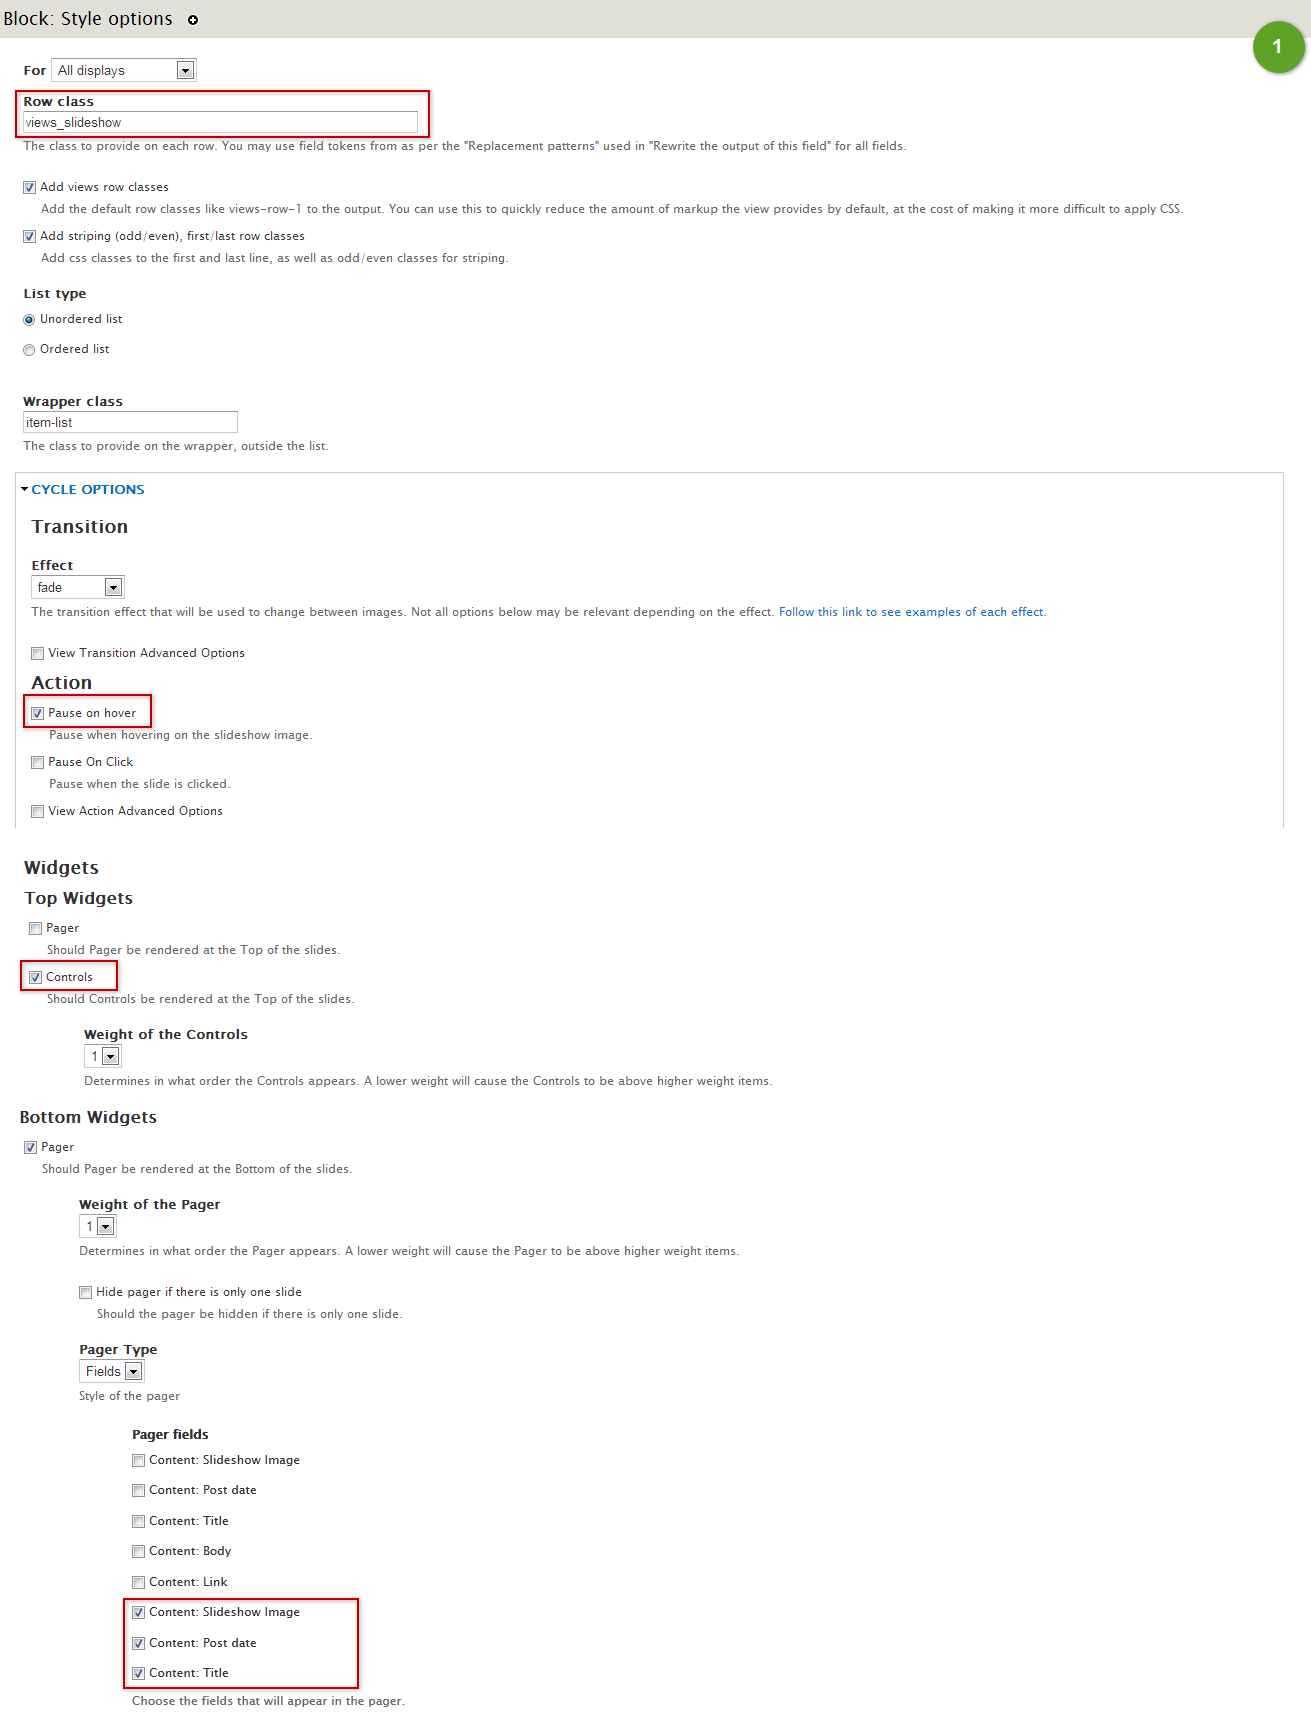 Block: Style options
1
For All displays
Row class
views_slideshow
The class to provide on each row. You may use field tokens from as per the "Replacement patterns" used in "Rewrite the output of this field" for all fields.
Add views row classes
Add the default row classes like views-row-1 to the output. You can use this to quickly reduce the amount of markup the view provides by default, at the cost of making it more difficult to apply CSS.
Add striping (odd/even), first/last row classes
Add css classes to the first and last line, as well as odd/even classes for striping.
List type
Unordered list
Ordered list
Wrapper class
item-list
The class to provide on the wrapper, outside the list.
CYCLE OPTIONS
Transition
Effect
fade
The transition effect that will be used to change between images. Not all options below may be relevant depending on the effect. Follow this link to see examples of each effect.
View Transition Advanced Options
Action
Pause on hover
Pause when hovering on the slideshow image.
Pause On Click
Pause when the slide is clicked.
View Action Advanced Options
Widgets
Top Widgets
Pager
Should Pager be rendered at the Top of the slides.
Controls
Should Controls be rendered at the Top of the slides.
Weight of the Controls
1
Determines in what order the Controls appears. A lower weight will cause the Controls to be above higher weight items.
Bottom Widgets
Pager
Should Pager be rendered at the Bottom of the slides.
Weight of the Pager
1
Determines in what order the Pager appears. A lower weight will cause the Pager to be above higher weight items.
Hide pager if there is only one slide
Should the pager be hidden if there is only one slide.
Pager Type
Fields
Style of the pager
Pager fields
Content: Slideshow Image
Content: Post date
Content: Title
Content: Body
Content: Link
Content: Slideshow Image
Content: Post date
Content: Title
Choose the fields that will appear in the pager.